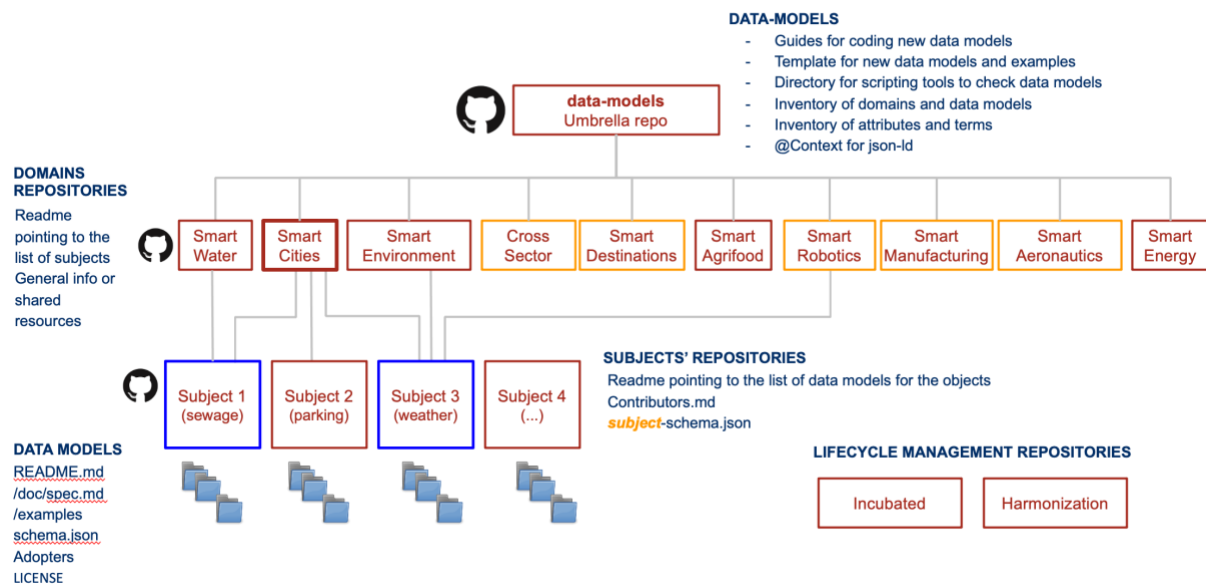 DATA-MODELS
- Guides for coding new data models
- Template for new data models and examples
- Directory for scripting tools to check data models
- Inventory of domains and data models
- Inventory of attributes and terms
- @Context for json-ld
data-models
Umbrella repo
DOMAINS
REPOSITORIES
Readme
pointing to the
list of subjects
General info or
shared
resources
Smart
Water
Smart
Cities
Smart
Environment
Cross
Sector
Smart
Destinations
Smart
Agrifood
Smart
Robotics
Smart
Manufacturing
Smart
Aeronautics
Smart
Energy
Subject 1
(sewage)
Subject 2
(parking)
Subject 3
(weather)
Subject 4
(...)
SUBJECTS' REPOSITORIES
Readme pointing to the list of data models for the objects
Contributors.md
subject-schema.json
DATA MODELS
README.md
/doc/spec.md
/examples
schema.json
Adopters
LICENSE
LIFECYCLE MANAGEMENT REPOSITORIES
Incubated
Harmonization